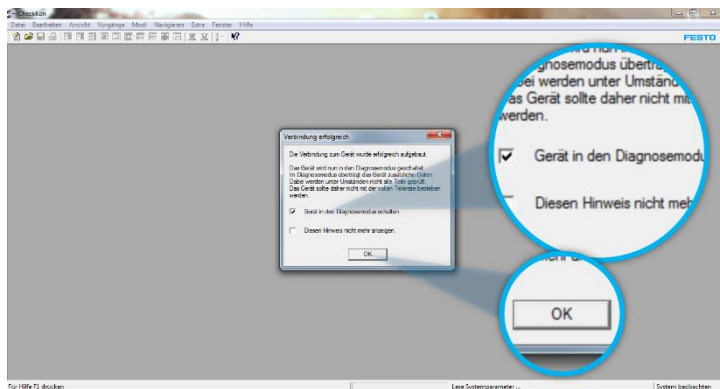 CheckKon
Datei Bearbeiten Ansicht Vorgänge Modi Navigieren Extra Fenster Hilfe
FESTO
Verbindung erfolgreich
Die Verbindung zum Gerät wurde erfolgreich aufgebaut.
Das Gerät wird nun in den Diagnosemodus geschaltet.
Im Diagnosemodus überträgt das Gerät zusätzliche Daten.
Dabei werden unter Umständen nicht alle Teile geprüft.
Das Gerät sollte daher nicht mit der vollen Teilerate betrieben
werden.
Gerät in den Diagnosemodus schalten
Diesen Hinweis nicht mehr anzeigen.
OK
gnosemodus überträ
ei werden unter Umständ
as Gerät sollte daher nicht mit
werden.
Gerät in den Diagnosemodu
Diesen Hinweis nicht meh
OK
Für Hilfe F1 drücken
Lese Systemparameter ...
System beobachten